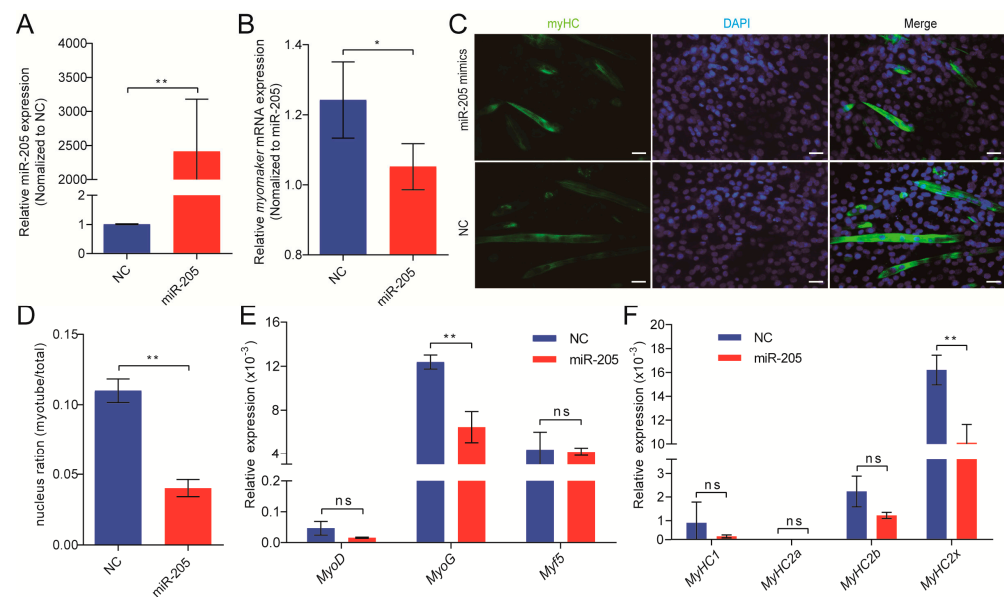 A
Relative miR-205 expression
(Nomalized to NC)
4000
3500
3000
2500
2000
2
1
0
**
NC
miR-205
B
Relative myomaker mRNA expression
(Nomalized to miR-205)
1.4
1.2
1.0
0.8
*
NC
miR-205
C
myHC
DAPI
Merge
miR-205 mimics
NC
D
nucleus ration (myotube/total)
0.15
0.10
0.05
0.00
**
NC
miR-205
E
Relative expression (x10-3)
16
12
8
4
0.2
0.1
0.0
NC
miR-205
ns
**
ns
MyoD
MyoG
Myf5
F
Relative expression (x10-3)
20
18
16
14
12
10
3
2
1
0
NC
miR-205
ns
ns
ns
**
MyHC1
MyHC2a
MyHC2b
MyHC2x